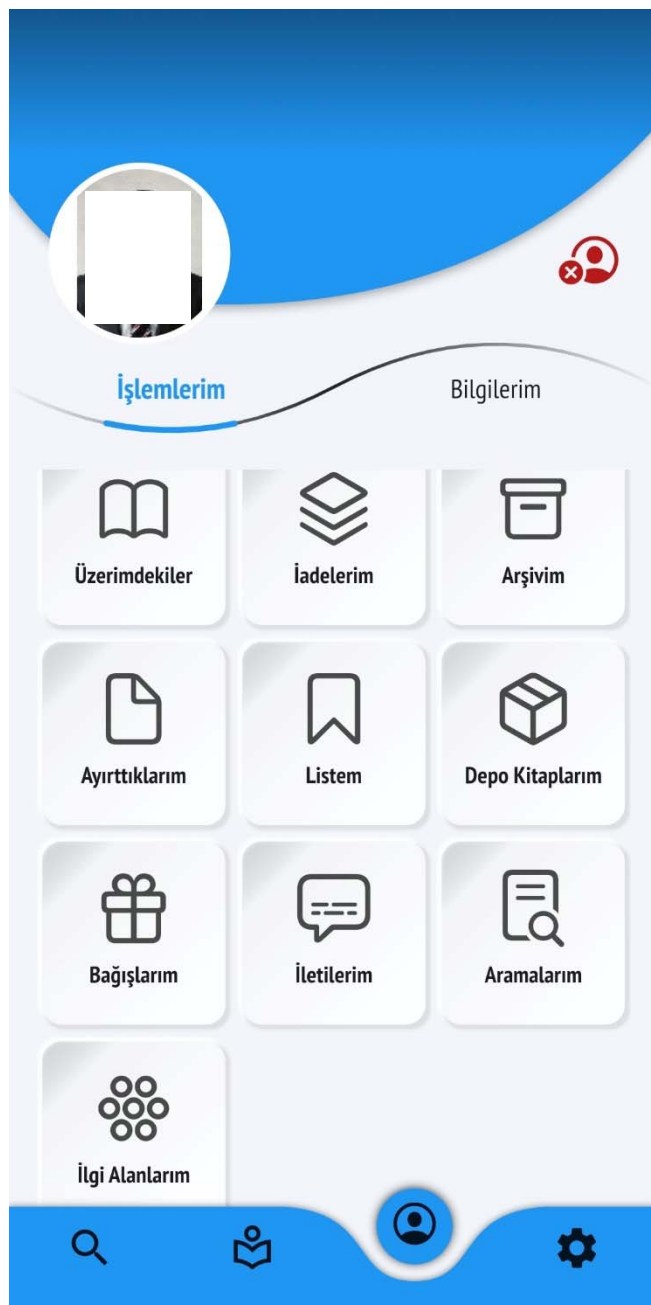 İşlemlerim
Bilgilerim
Üzerimdekiler
İadelerim
Arşivim
Ayırttıklarım
Listem
Depo Kitaplarım
Bağışlarım
İletilerim
Aramalarım
İlgi Alanlarım